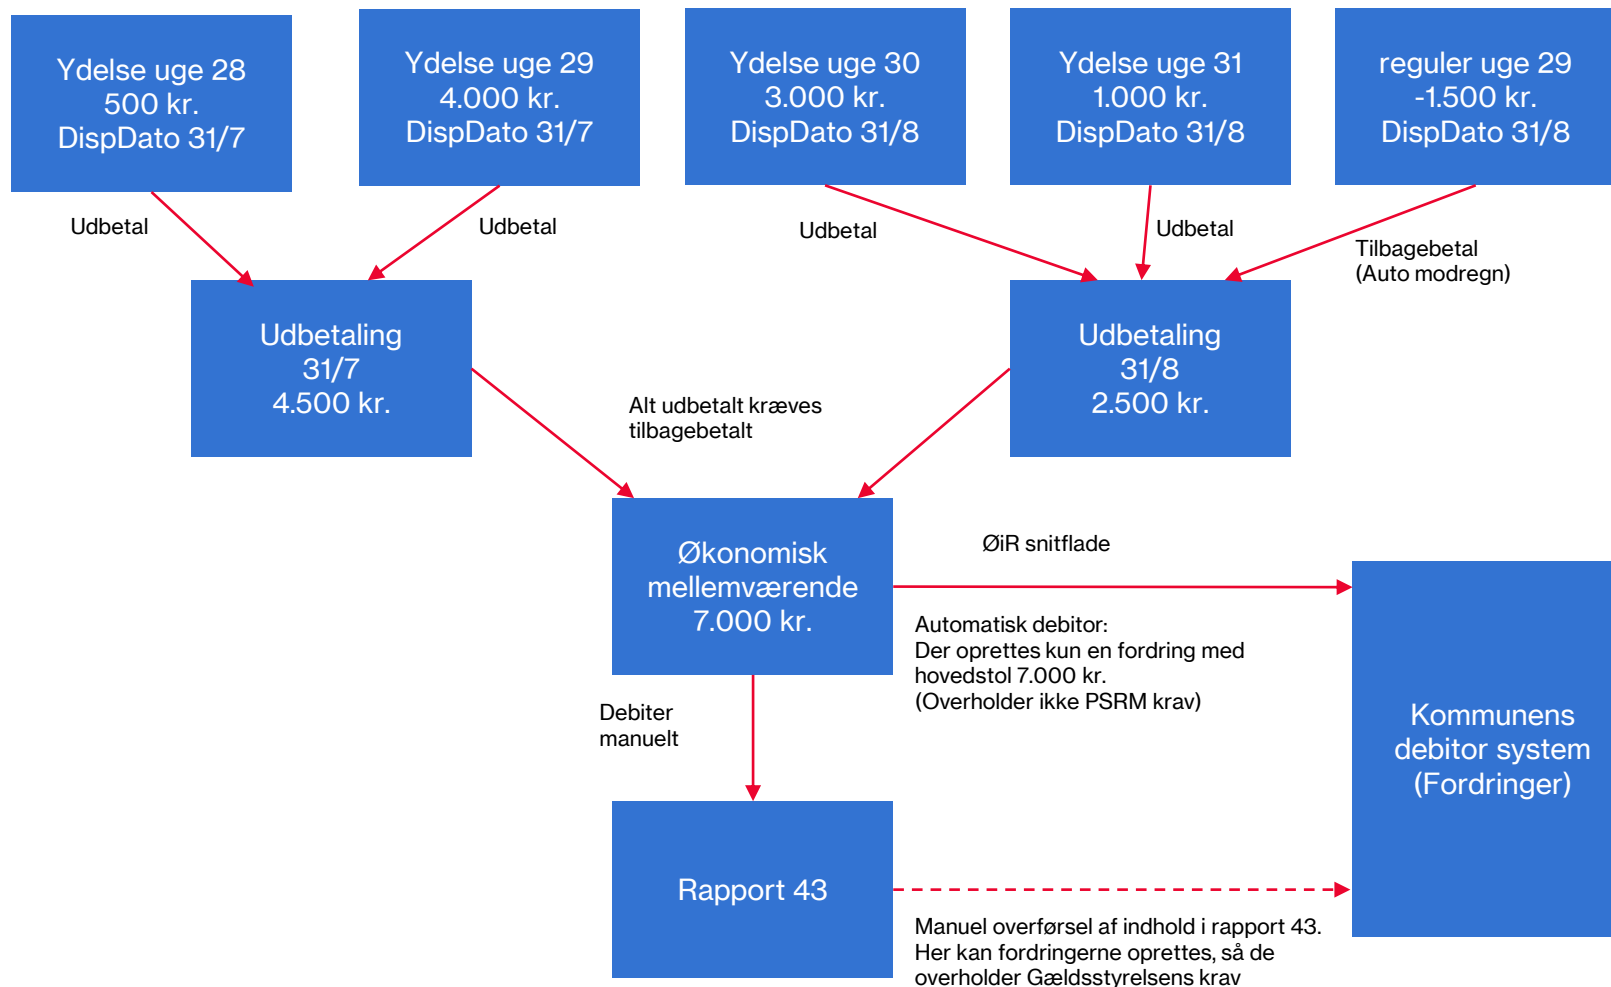 Ydelse uge 28
500 kr.
DispDato 31/7
Ydelse uge 29
4.000 kr.
DispDato 31/7
Ydelse uge 30
3.000 kr.
DispDato 31/8
Ydelse uge 31
1.000 kr.
DispDato 31/8
reguler uge 29
-1.500 kr.
DispDato 31/8
Udbetal
Udbetal
Udbetal
Udbetal
Tilbagebetal
(Auto modregn)
Udbetaling
31/7
4.500 kr.
Udbetaling
31/8
2.500 kr.
Alt udbetalt kræves
tilbagebetalt
Økonomisk
mellemværende
7.000 kr.
ØiR snitflade
Automatisk debitor:
Der oprettes kun en fordring med
hovedstol 7.000 kr.
(Overholder ikke PSRM krav)
Debiter
manuelt
Kommunens
debitor system
(Fordringer)
Rapport 43
Manuel overførsel af indhold i rapport 43.
Her kan fordringerne oprettes, så de
overholder Gældsstyrelsens krav